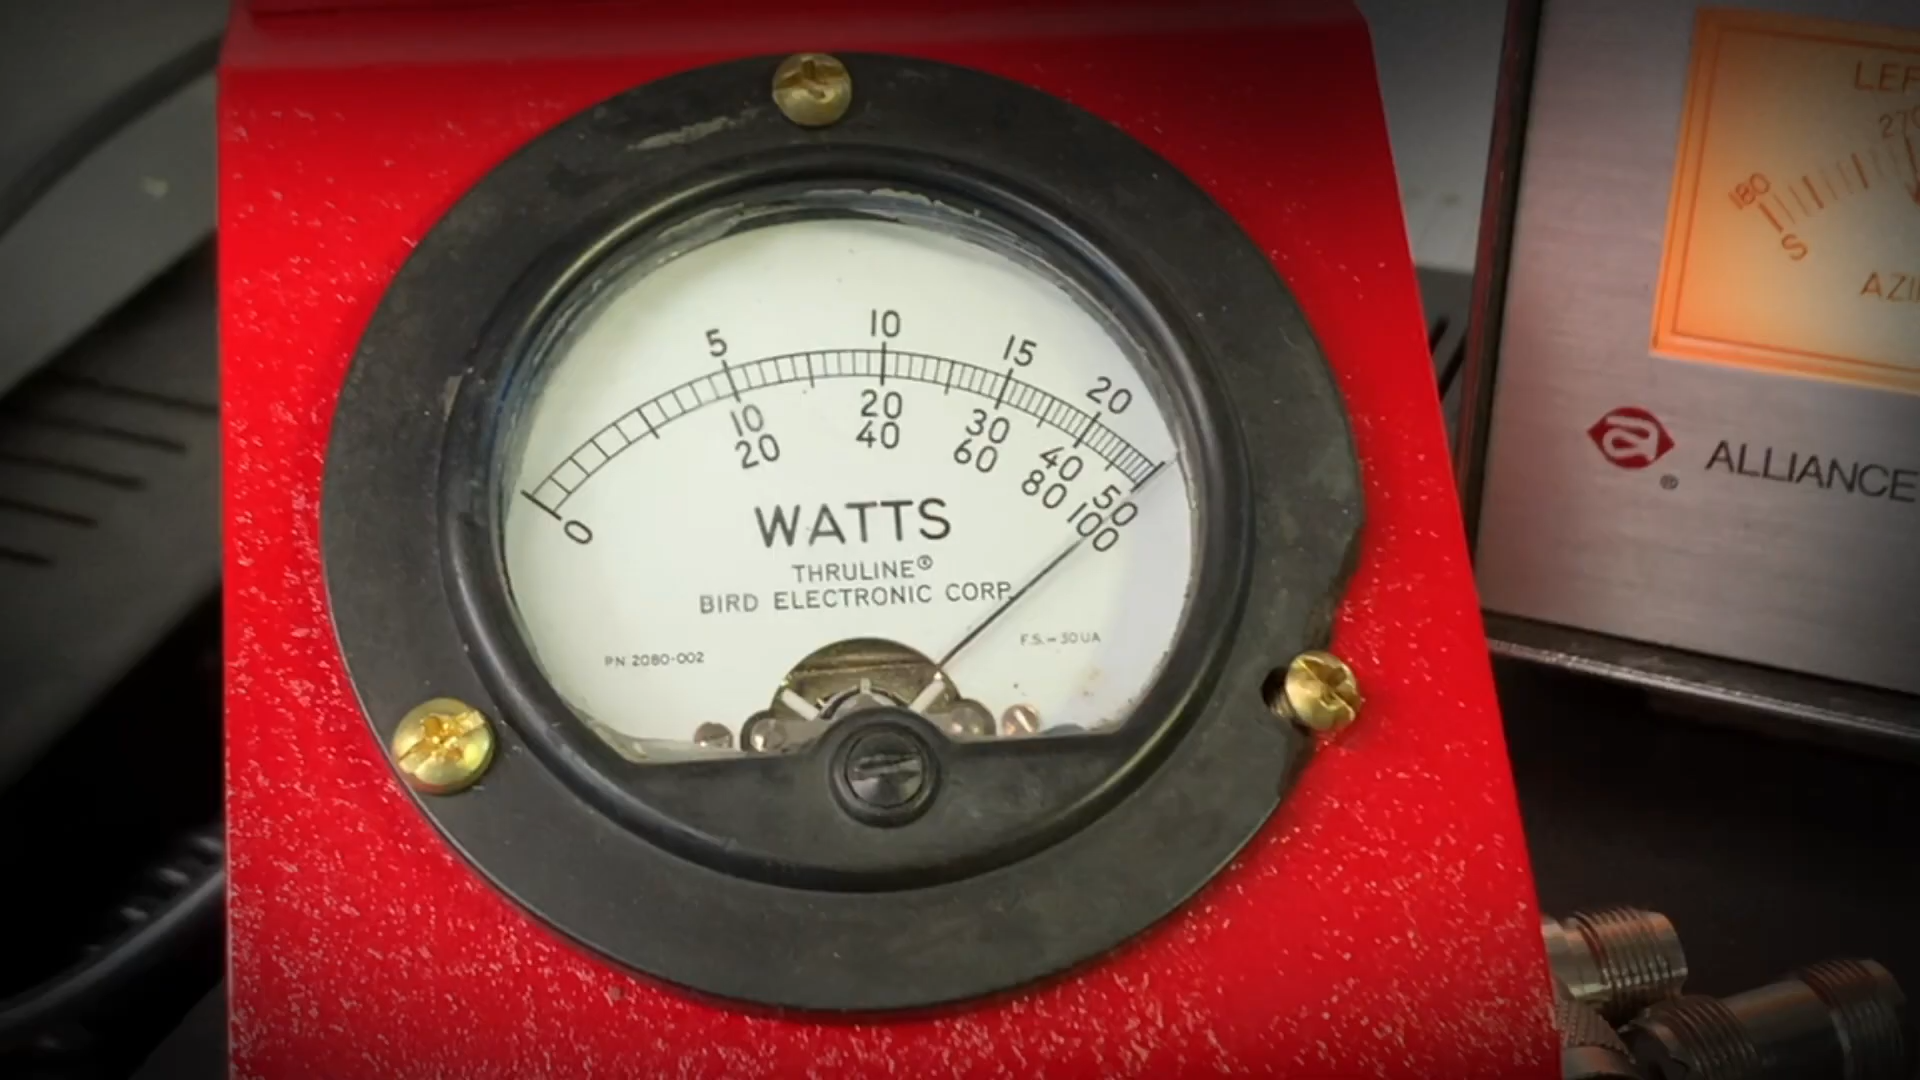 5 10 15 20
10 20 30 40 50
0 20 40 60 80 100
WATTS
THRULINE®
BIRD ELECTRONIC CORP.
PN 2080-002
F.S.-30UA
180
S
ALLIANCE
®